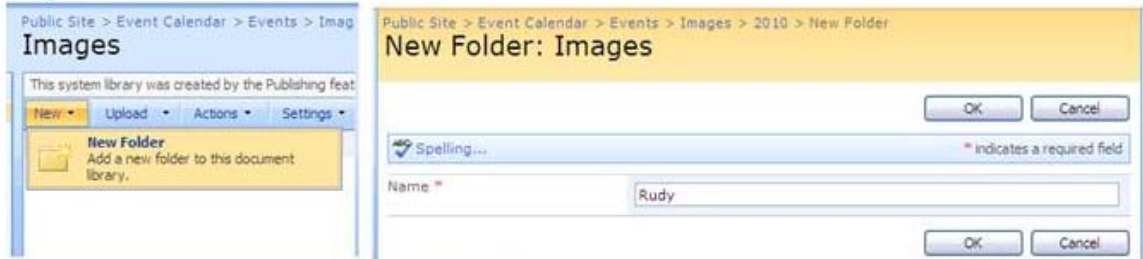 Public Site > Event Calendar > Events > Imag
Images
This system library was created by the Publishing feat
New Upload Actions Settings
New Folder
Add a new folder to this document
library.
Public Site > Event Calendar > Events > Images > 2010 > New Folder
New Folder: Images
OK Cancel
Spelling... * indicates a required field
Name * Rudy
OK Cancel